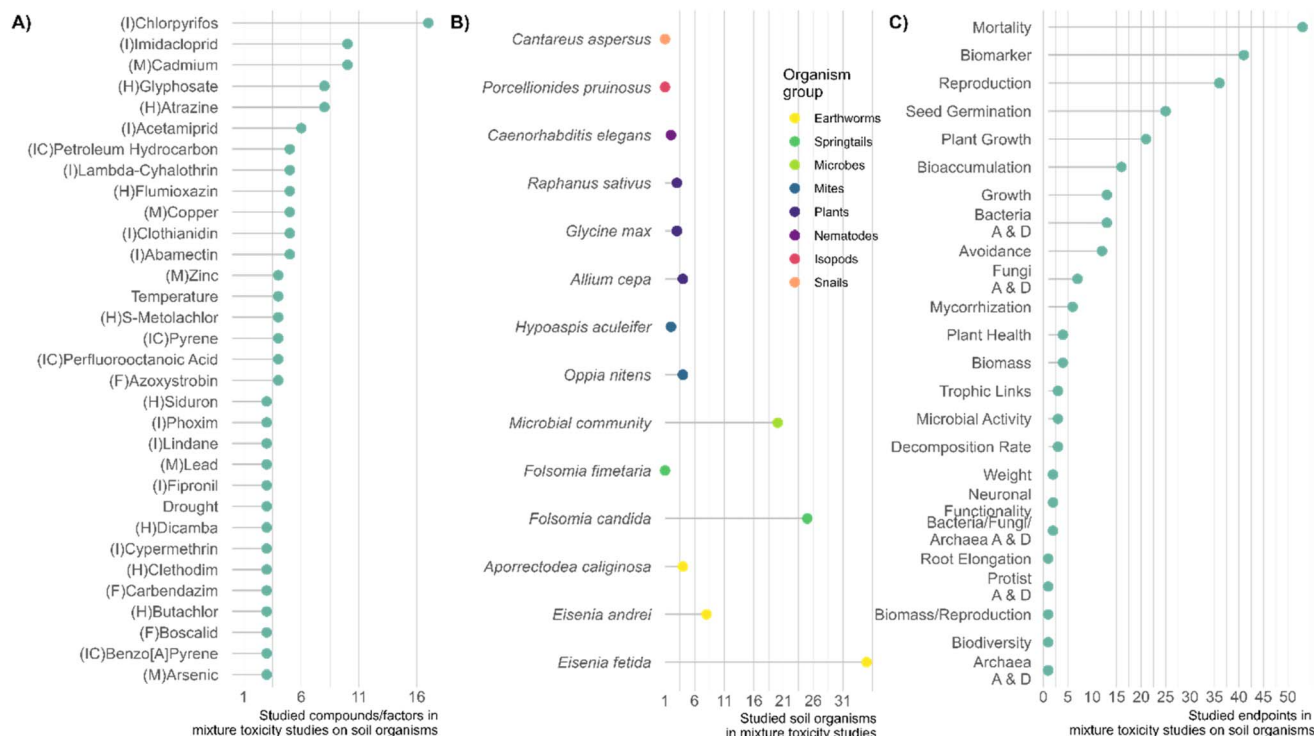 A)
(I)Chlorpyrifos
(I)Imidacloprid
(M)Cadmium
(H)Glyphosate
(H)Atrazine
(I)Acetamiprid
(IC)Petroleum Hydrocarbon
(I)Lambda-Cyhalothrin
(H)Flumioxazin
(M)Copper
(I)Clothianidin
(I)Abamectin
(M)Zinc
Temperature
(H)S-Metolachlor
(IC)Pyrene
(IC)Perfluorooctanoic Acid
(F)Azoxystrobin
(H)Siduron
(I)Phoxim
(I)Lindane
(M)Lead
(I)Fipronil
Drought
(H)Dicamba
(I)Cypermethrin
(H)Clethodim
(F)Carbendazim
(H)Butachlor
(F)Boscalid
(IC)Benzo[A]Pyrene
(M)Arsenic
1 6 11 16
Studied compounds/factors in
mixture toxicity studies on soil organisms
B)
Cantareus aspersus
Porcellionides pruinosus
Caenorhabditis elegans
Raphanus sativus
Glycine max
Allium cepa
Hypoaspis aculeifer
Oppia nitens
Microbial community
Folsomia fimetaria
Folsomia candida
Aporrectodea caliginosa
Eisenia andrei
Eisenia fetida
Organism
group
Earthworms
Springtails
Microbes
Mites
Plants
Nematodes
Isopods
Snails
1 4 6 11 16 21 26 31
Studied soil organisms
in mixture toxicity studies
C)
Mortality
Biomarker
Reproduction
Seed Germination
Plant Growth
Bioaccumulation
Growth
Bacteria
A & D
Avoidance
Fungi
A & D
Mycorrhization
Plant Health
Biomass
Trophic Links
Microbial Activity
Decomposition Rate
Weight
Neuronal
Functionality
Bacteria/Fungi/
Archaea A & D
Root Elongation
Protist
A & D
Biomass/Reproduction
Biodiversity
Archaea
A & D
0 5 10 15 20 25 30 35 40 45 50
Studied endpoints in
mixture toxicity studies on soil organisms